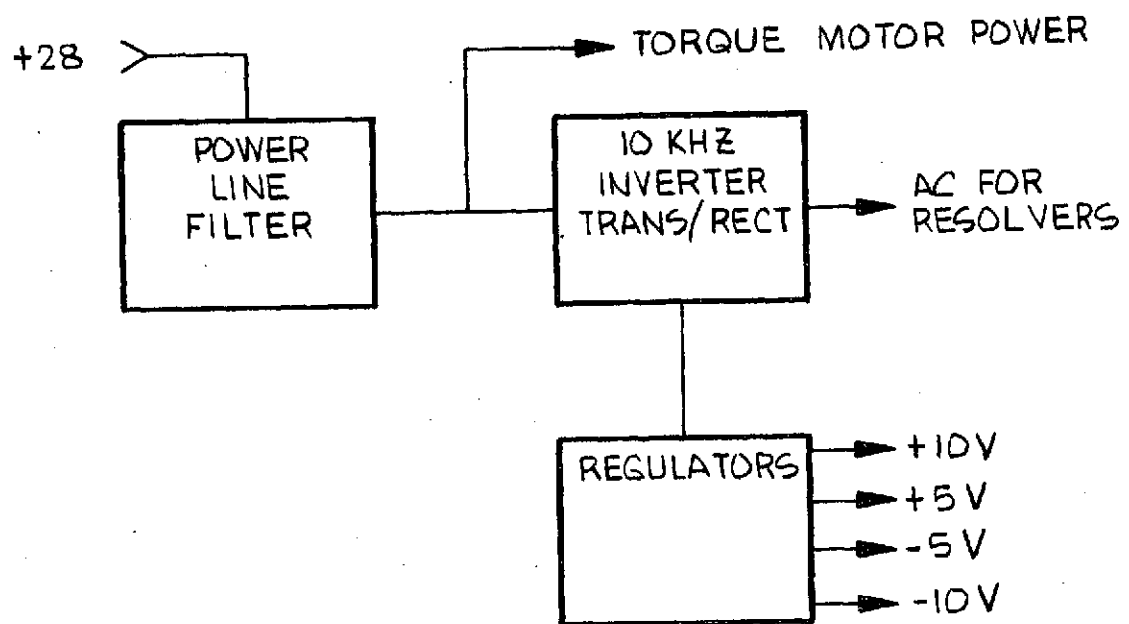 +28
TORQUE MOTOR POWER
POWER
LINE
FILTER
10 KHZ
INVERTER
TRANS/RECT
AC FOR
RESOLVERS
REGULATORS
+10V
+5V
-5V
-10V